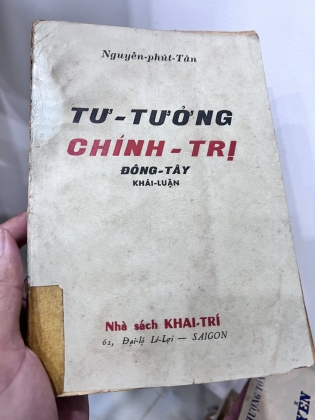 Nguyễn-phút-Tân
TƯ-TƯỞNG
CHÍNH-TRỊ
ĐÔNG-TÂY
KHÁI-LUẬN
Nhà sách KHAI-TRÍ
62, Đại-lộ Lê-Lợi — SAIGON